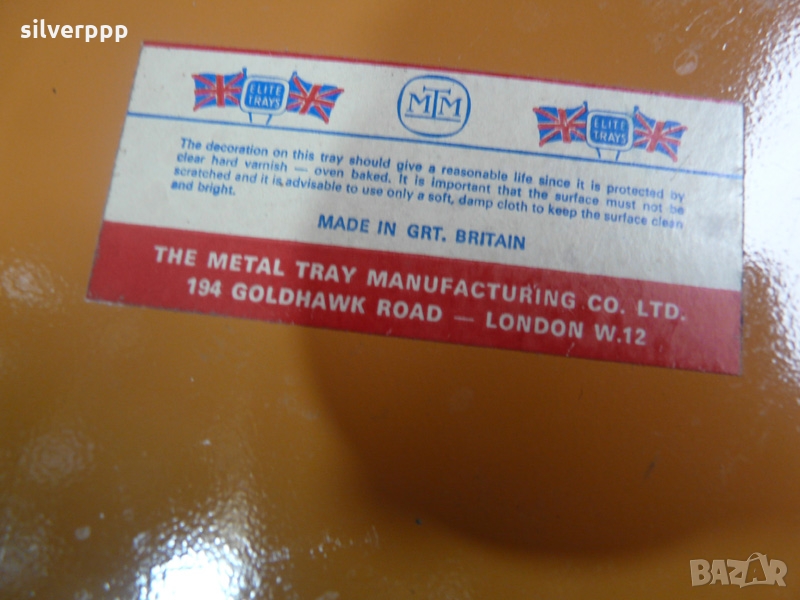 silverppp
ELITE
TRAYS
MTM
ELITE
TRAYS
The decoration on this tray should give a reasonable life since it is protected by
clear hard varnish — oven baked. It is important that the surface must not be
scratched and it is advisable to use only a soft, damp cloth to keep the surface clean
and bright.
MADE IN GRT. BRITAIN
THE METAL TRAY MANUFACTURING CO. LTD.
194 GOLDHAWK ROAD — LONDON W.12
BAZAR